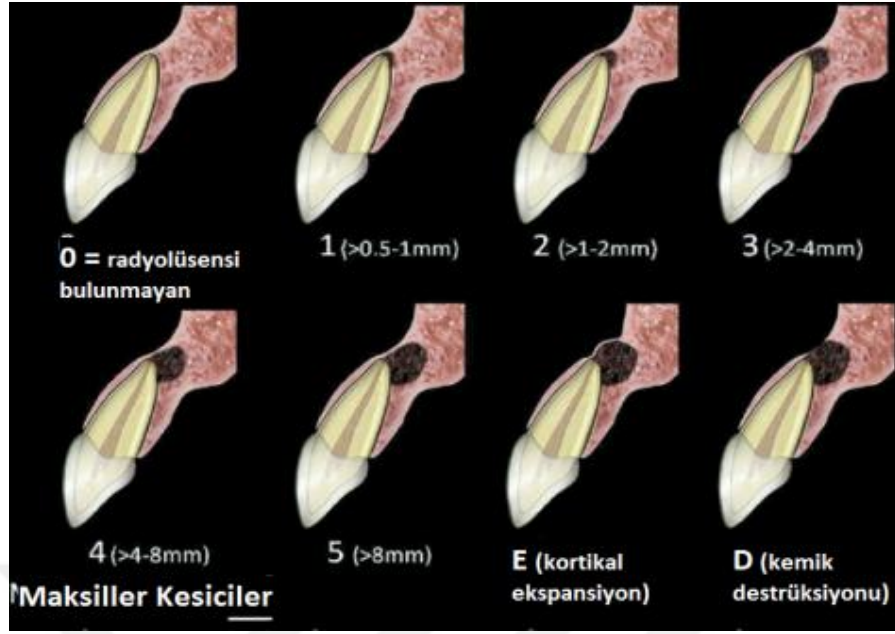 0 = radyolüsensi
bulunmayan
1 (>0.5-1mm)
2 (>1-2mm)
3 (>2-4mm)
4 (>4-8mm)
5 (>8mm)
E (kortikal
ekspansiyon)
D (kemik
destrüksiyonu)
Maksiller Kesiciler